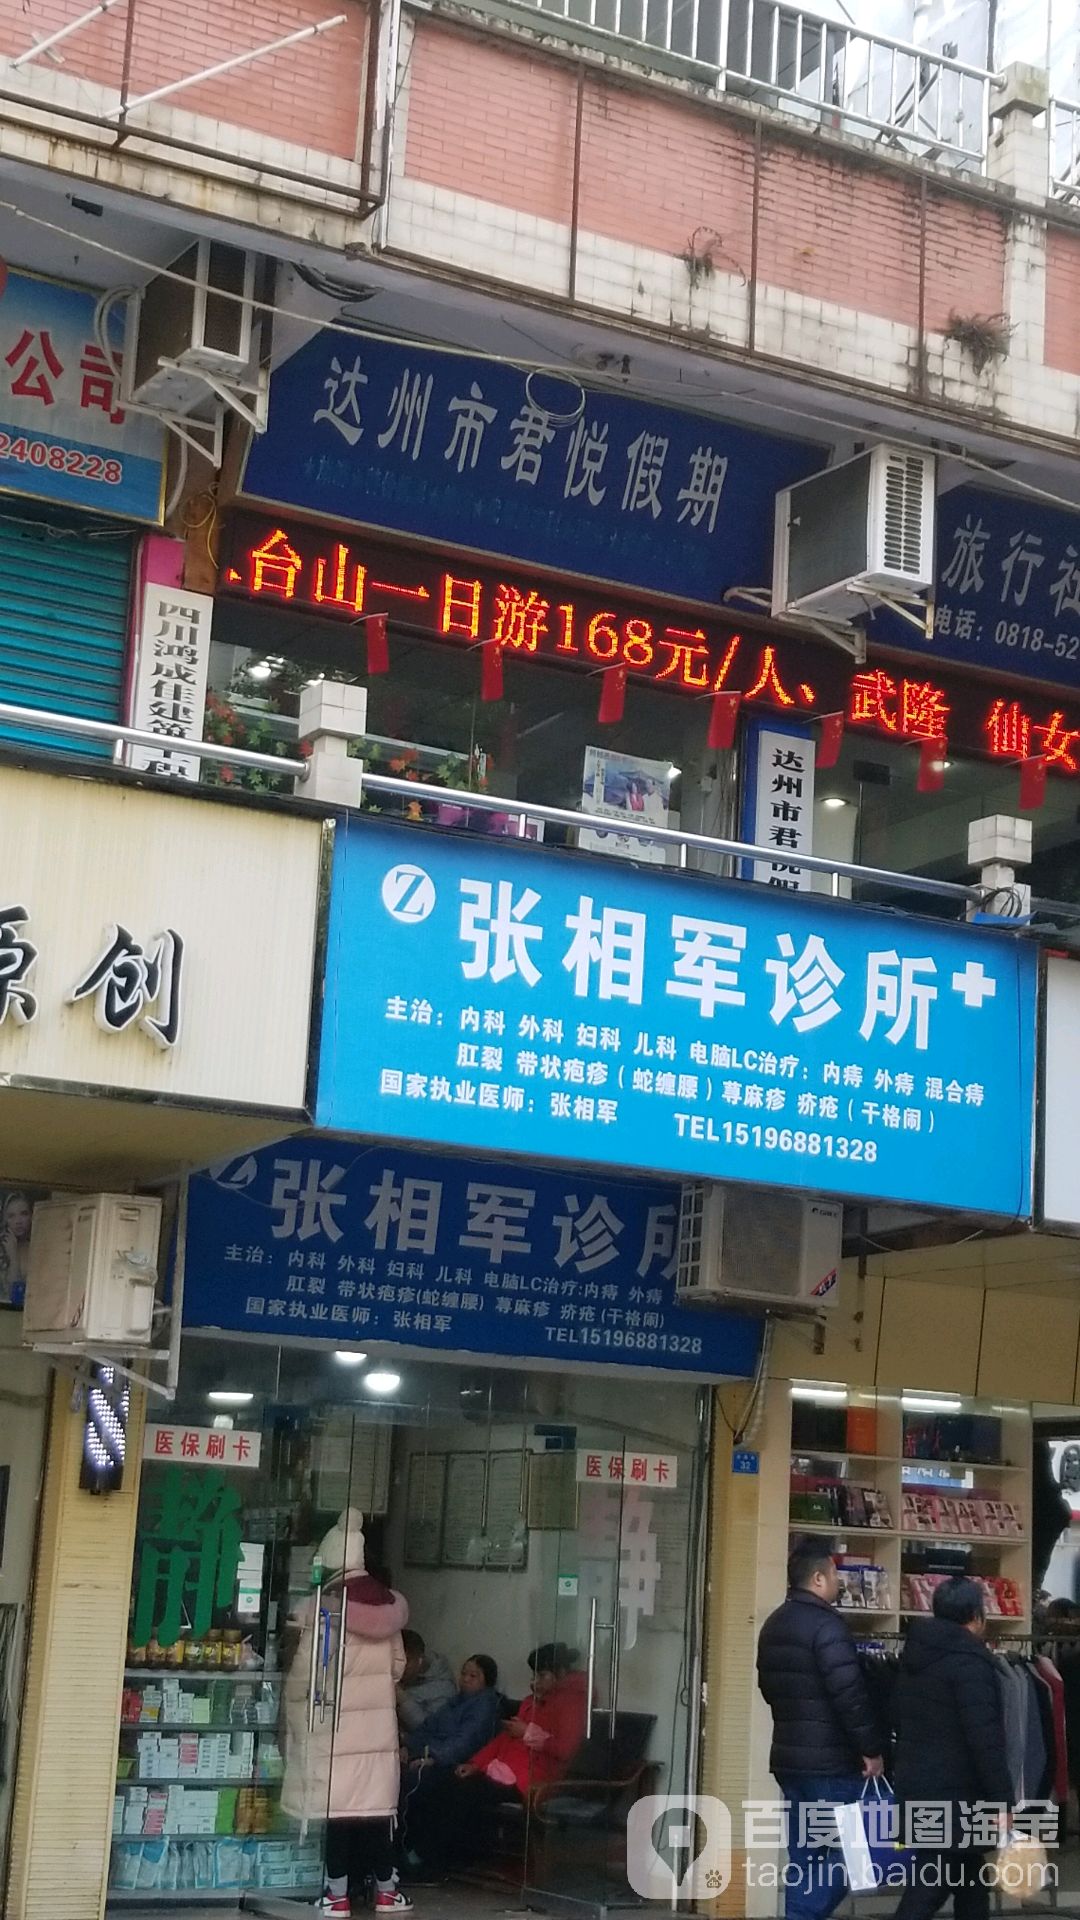 公司
2408228
达州市君悦假期
旅行社
电话：0818-52
台山一日游168元/人、武隆 仙女
四川鸿成佳建筑工程
达州市君悦假
原创
Z 张相军诊所+
主治：内科 外科 妇科 儿科 电脑LC治疗：内痔 外痔 混合痔
肛裂 带状疱疹（蛇缠腰）荨麻疹 疥疮（干格闹）
国家执业医师：张相军 TEL15196881328
Z 张相军诊所
主治：内科 外科 妇科 儿科 电脑LC治疗:内痔 外痔
肛裂 带状疱疹(蛇缠腰) 荨麻疹 疥疮(干格闹)
国家执业医师：张相军 TEL15196881328
医保刷卡
医保刷卡
32
静
静
百度地图淘金
taojin.baidu.com